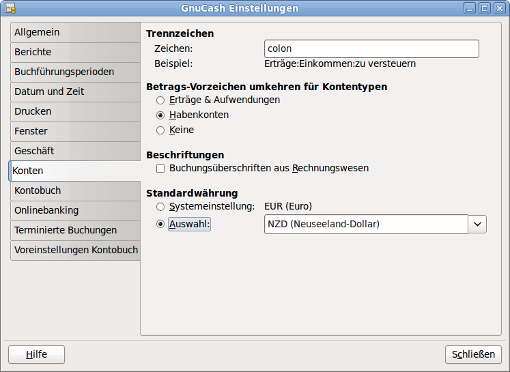 GnuCash Einstellungen
Allgemein
Berichte
Buchführungsperioden
Datum und Zeit
Drucken
Fenster
Geschäft
Konten
Kontobuch
Onlinebanking
Terminierte Buchungen
Voreinstellungen Kontobuch
Trennzeichen
Zeichen: colon
Beispiel: Erträge:Einkommen:zu versteuern
Betrags-Vorzeichen umkehren für Kontentypen
Erträge & Aufwendungen
Habenkonten
Keine
Beschriftungen
Buchungsüberschriften aus Rechnungswesen
Standardwährung
Systemeinstellung: EUR (Euro)
Auswahl: NZD (Neuseeland-Dollar)
Hilfe
Schließen